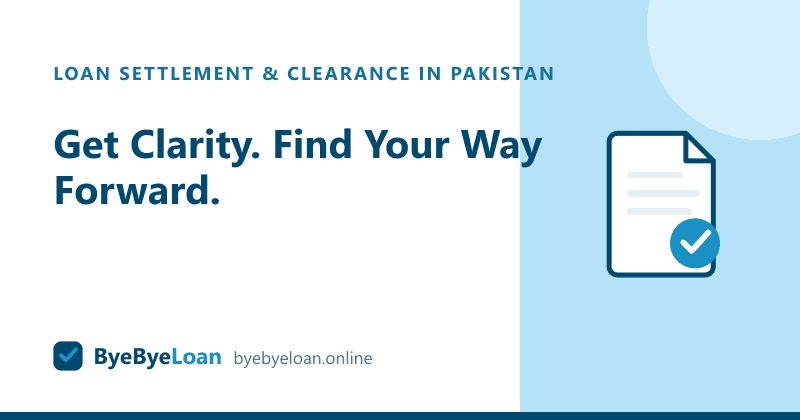 LOAN SETTLEMENT & CLEARANCE IN PAKISTAN
Get Clarity. Find Your Way
Forward.
ByeByeLoan byebyeloan.online